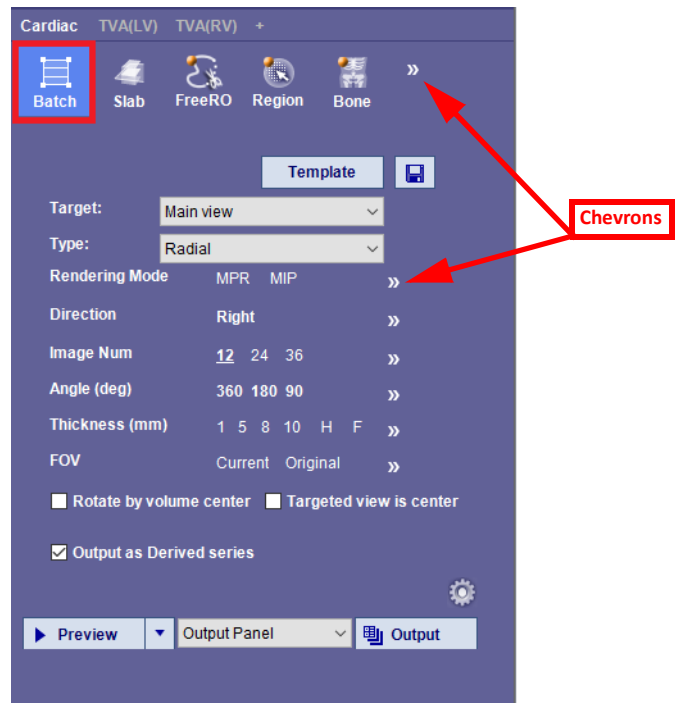 Cardiac TVA(LV) TVA(RV) +
Batch Slab FreeRO Region Bone »
Template
Chevrons
Target: Main view
Type: Radial
Rendering Mode MPR MIP »
Direction Right »
Image Num 12 24 36 »
Angle (deg) 360 180 90 »
Thickness (mm) 1 5 8 10 H F »
FOV Current Original »
Rotate by volume center Targeted view is center
Output as Derived series
Preview Output Panel Output